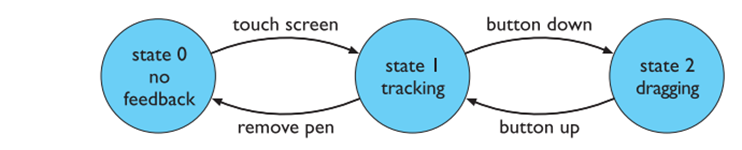 touch screen
button down
state 0
no
feedback
state 1
tracking
state 2
dragging
remove pen
button up